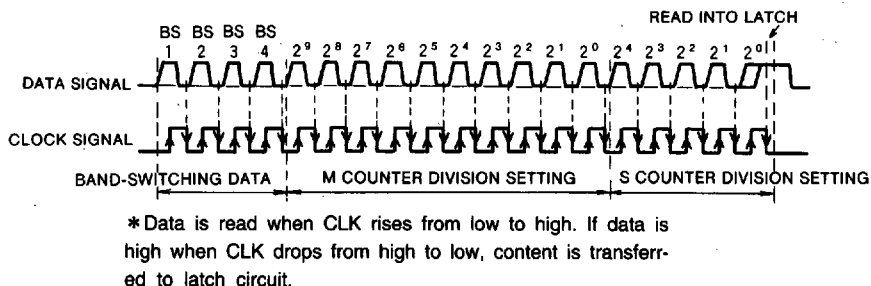 READ INTO LATCH
BS BS BS BS
1 2 3 4 2⁹ 2⁸ 2⁷ 2⁶ 2⁵ 2⁴ 2³ 2² 2¹ 2⁰ 2⁴ 2³ 2² 2¹ 2⁰
DATA SIGNAL
CLOCK SIGNAL
BAND-SWITCHING DATA M COUNTER DIVISION SETTING S COUNTER DIVISION SETTING
*Data is read when CLK rises from low to high. If data is
high when CLK drops from high to low, content is transferr-
ed to latch circuit.